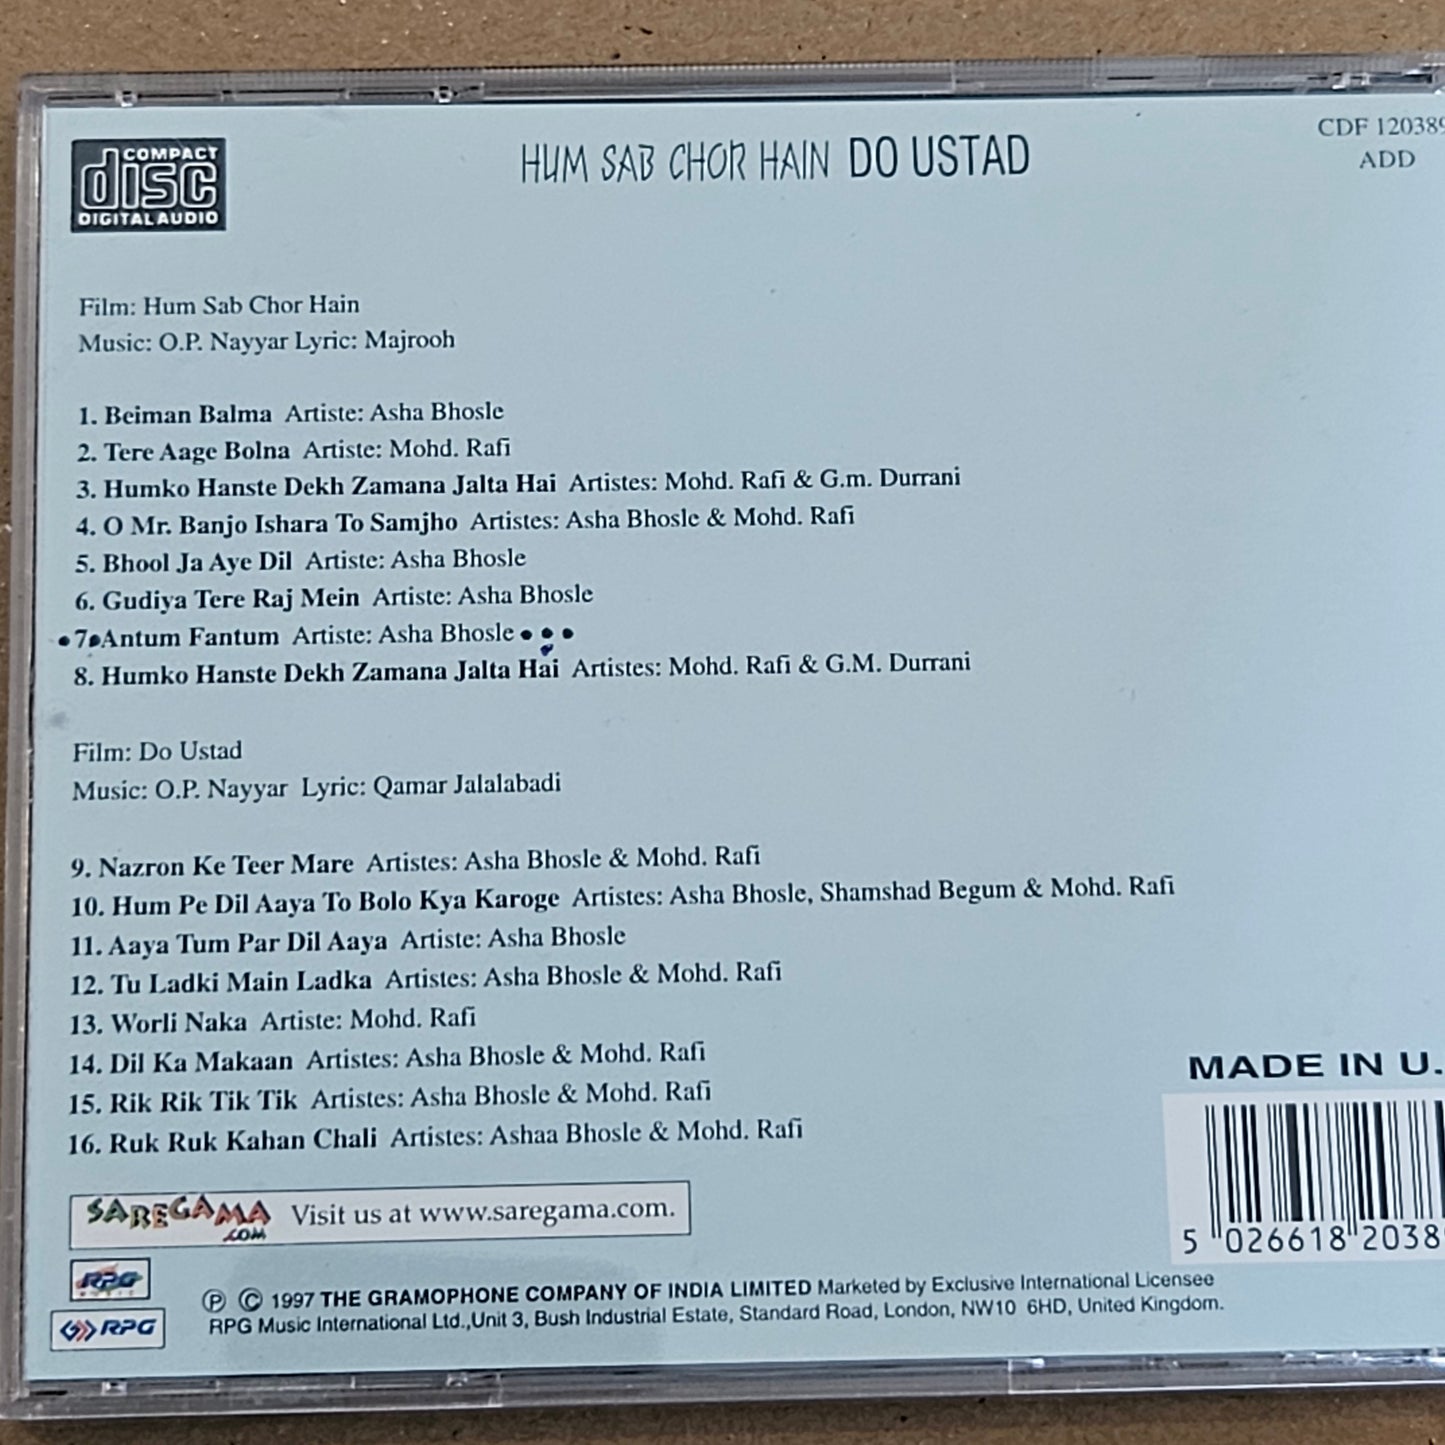 COMPACT
disc
DIGITAL AUDIO
HUM SAB CHOR HAIN DO USTAD
CDF 120389
ADD
Film: Hum Sab Chor Hain
Music: O.P. Nayyar Lyric: Majrooh
1. Beiman Balma Artiste: Asha Bhosle
2. Tere Aage Bolna Artiste: Mohd. Rafi
3. Humko Hanste Dekh Zamana Jalta Hai Artistes: Mohd. Rafi & G.m. Durrani
4. O Mr. Banjo Ishara To Samjho Artistes: Asha Bhosle & Mohd. Rafi
5. Bhool Ja Aye Dil Artiste: Asha Bhosle
6. Gudiya Tere Raj Mein Artiste: Asha Bhosle
7. Antum Fantum Artiste: Asha Bhosle
8. Humko Hanste Dekh Zamana Jalta Hai Artistes: Mohd. Rafi & G.M. Durrani
Film: Do Ustad
Music: O.P. Nayyar Lyric: Qamar Jalalabadi
9. Nazron Ke Teer Mare Artistes: Asha Bhosle & Mohd. Rafi
10. Hum Pe Dil Aaya To Bolo Kya Karoge Artistes: Asha Bhosle, Shamshad Begum & Mohd. Rafi
11. Aaya Tum Par Dil Aaya Artiste: Asha Bhosle
12. Tu Ladki Main Ladka Artistes: Asha Bhosle & Mohd. Rafi
13. Worli Naka Artiste: Mohd. Rafi
14. Dil Ka Makaan Artistes: Asha Bhosle & Mohd. Rafi
15. Rik Rik Tik Tik Artistes: Asha Bhosle & Mohd. Rafi
16. Ruk Ruk Kahan Chali Artistes: Ashaa Bhosle & Mohd. Rafi
MADE IN U.
5 026618 2038
SAREGAMA.COM Visit us at www.saregama.com.
RPG MUSIC
RPG
℗ © 1997 THE GRAMOPHONE COMPANY OF INDIA LIMITED Marketed by Exclusive International Licensee
RPG Music International Ltd.,Unit 3, Bush Industrial Estate, Standard Road, London, NW10 6HD, United Kingdom.